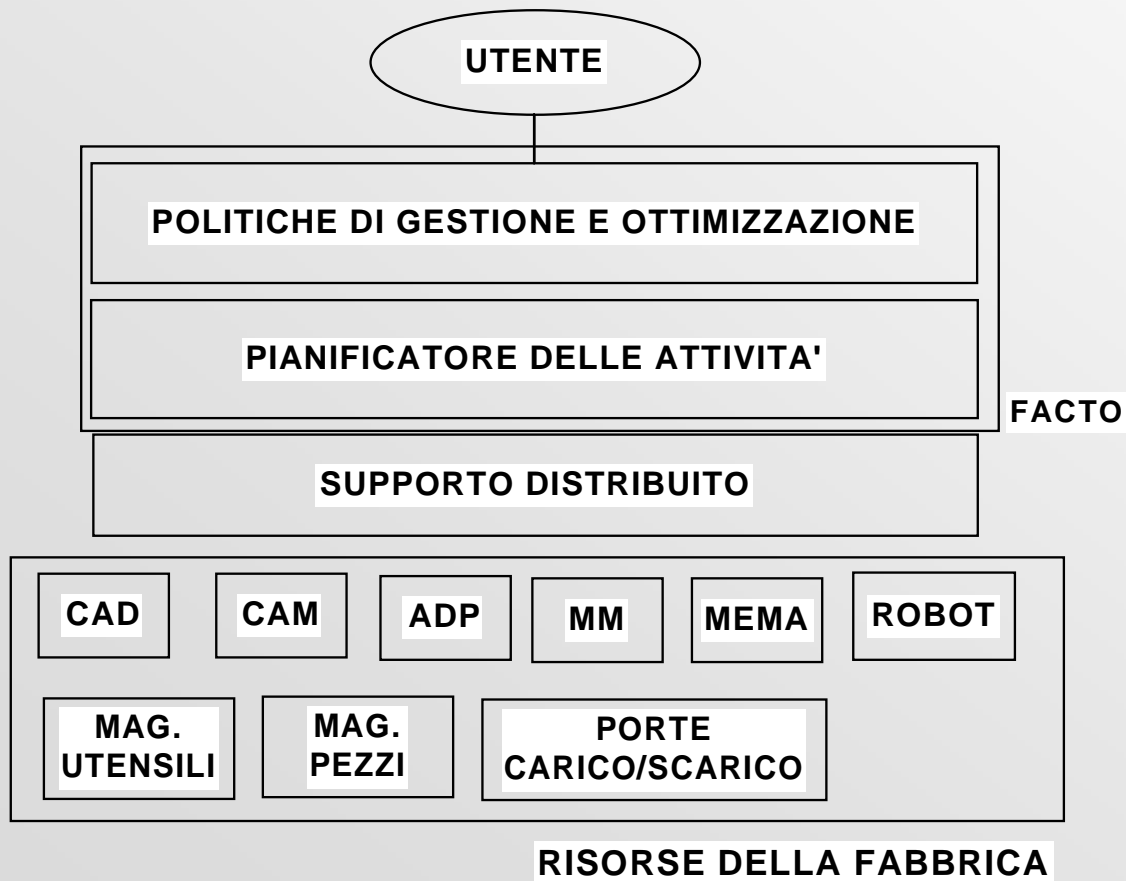 UTENTE
POLITICHE DI GESTIONE E OTTIMIZZAZIONE
PIANIFICATORE DELLE ATTIVITA'
FACTO
SUPPORTO DISTRIBUITO
CAD
CAM
ADP
MM
MEMA
ROBOT
MAG.
UTENSILI
MAG.
PEZZI
PORTE
CARICO/SCARICO
RISORSE DELLA FABBRICA